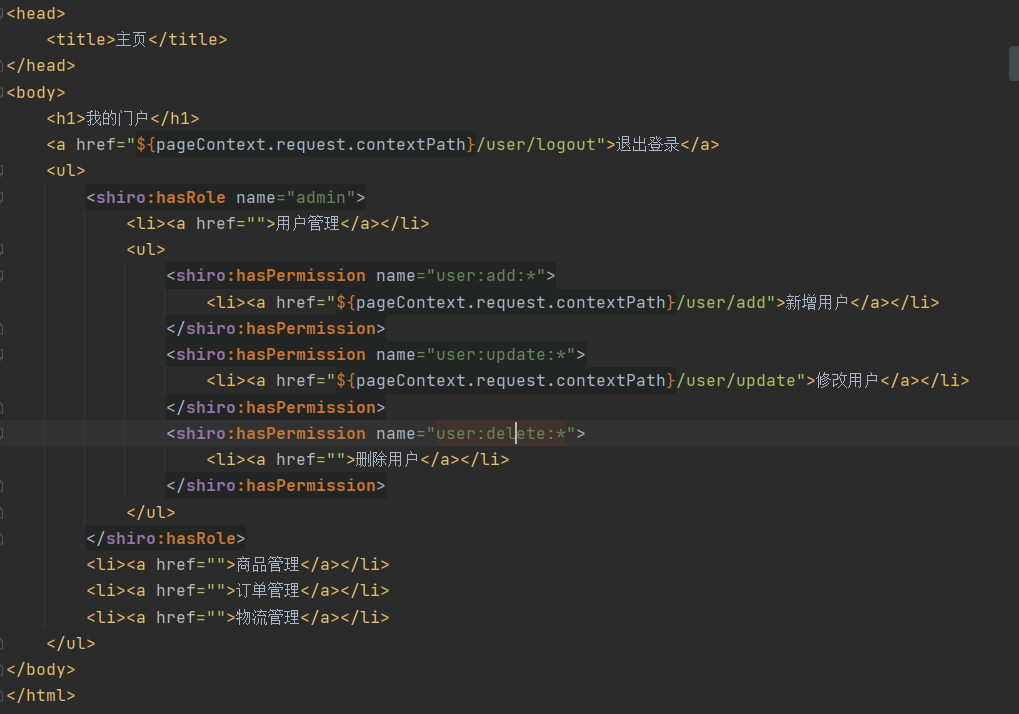 <head>
    <title>主页</title>
</head>
<body>
    <h1>我的门户</h1>
    <a href="${pageContext.request.contextPath}/user/logout">退出登录</a>
    <ul>
        <shiro:hasRole name="admin">
            <li><a href="">用户管理</a></li>
            <ul>
                <shiro:hasPermission name="user:add:*">
                    <li><a href="${pageContext.request.contextPath}/user/add">新增用户</a></li>
                </shiro:hasPermission>
                <shiro:hasPermission name="user:update:*">
                    <li><a href="${pageContext.request.contextPath}/user/update">修改用户</a></li>
                </shiro:hasPermission>
                <shiro:hasPermission name="user:delete:*">
                    <li><a href="">删除用户</a></li>
                </shiro:hasPermission>
            </ul>
        </shiro:hasRole>
        <li><a href="">商品管理</a></li>
        <li><a href="">订单管理</a></li>
        <li><a href="">物流管理</a></li>
    </ul>
</body>
</html>